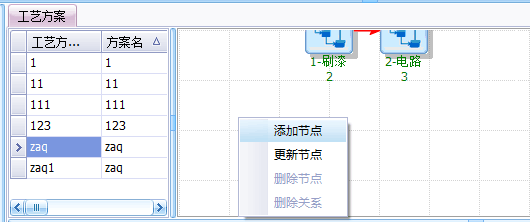 工艺方案
工艺方... 方案名
1 1
11 11
111 111
123 123
zaq zaq
zaq1 zaq
1-刷漆
2
2-电路
3
添加节点
更新节点
删除节点
删除关系